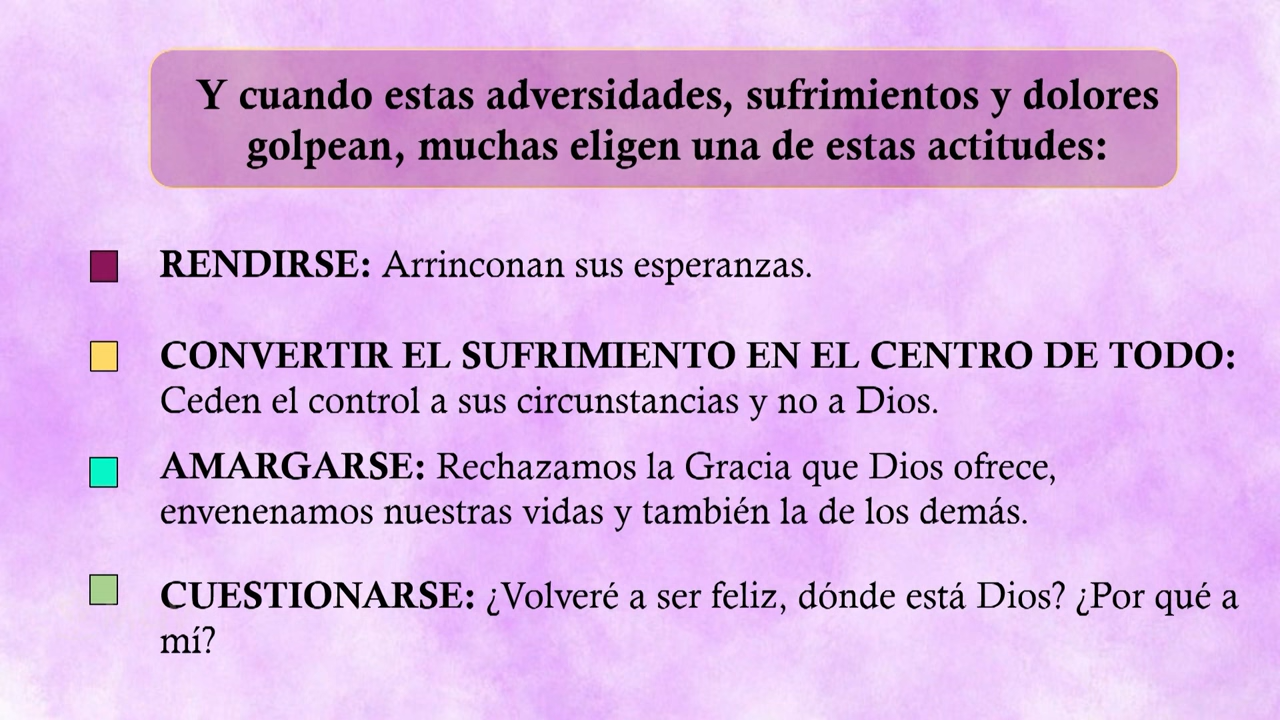 Y cuando estas adversidades, sufrimientos y dolores
golpean, muchas eligen una de estas actitudes:
RENDIRSE: Arrinconan sus esperanzas.
CONVERTIR EL SUFRIMIENTO EN EL CENTRO DE TODO:
Ceden el control a sus circunstancias y no a Dios.
AMARGARSE: Rechazamos la Gracia que Dios ofrece,
envenenamos nuestras vidas y también la de los demás.
CUESTIONARSE: ¿Volveré a ser feliz, dónde está Dios? ¿Por qué a
mí?